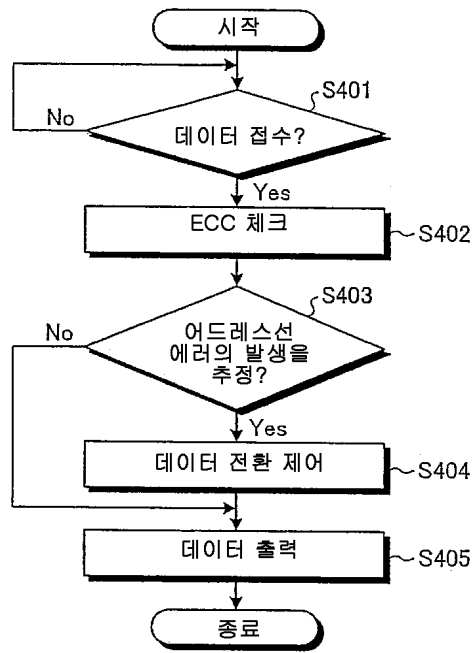 시작
S401
No
데이터 접수?
Yes
ECC 체크
S402
S403
No
어드레스선
에러의 발생을
추정?
Yes
데이터 전환 제어
S404
데이터 출력
S405
종료